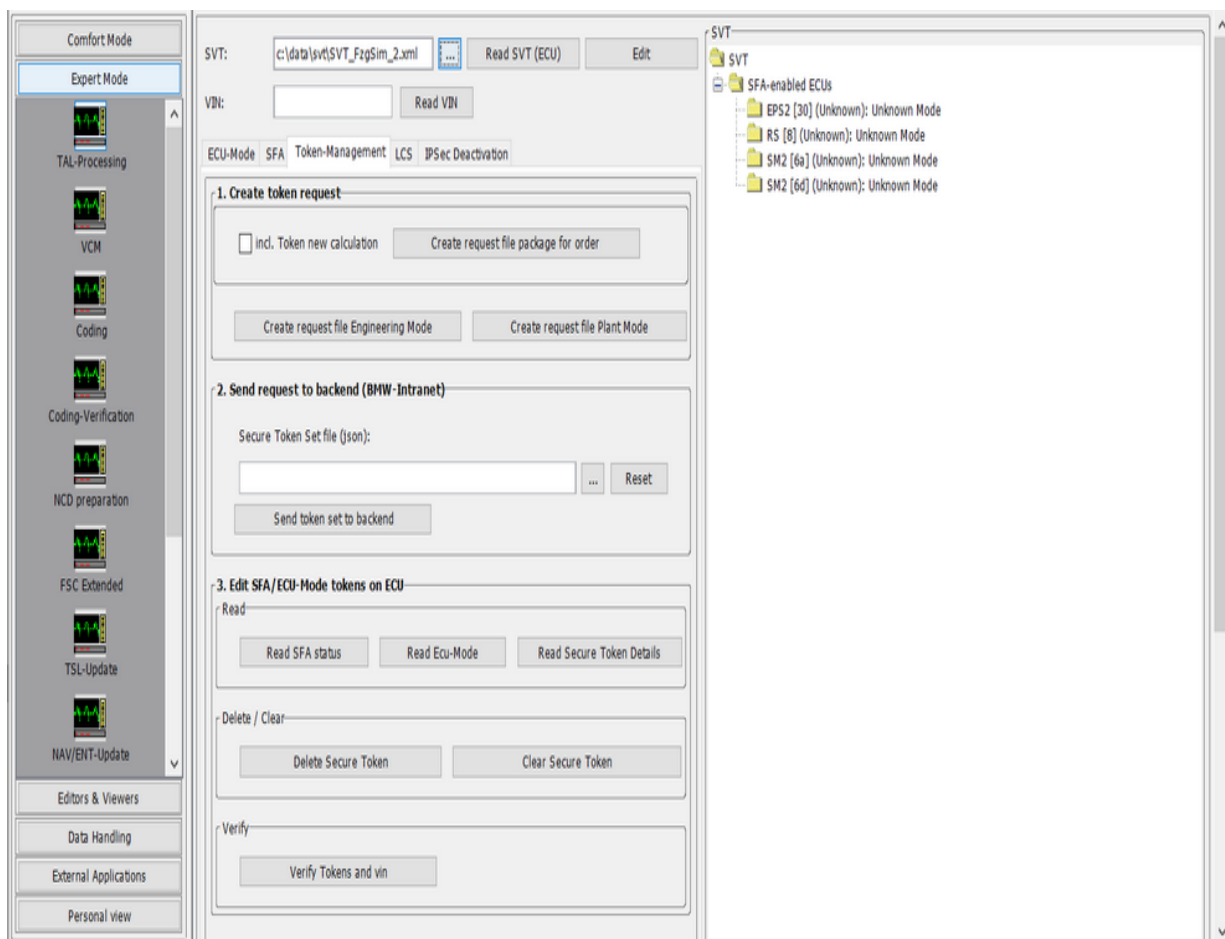 Comfort Mode
Expert Mode
TAL-Processing
VCM
Coding
Coding-Verification
NCD preparation
FSC Extended
TSL-Update
NAV/ENT-Update
Editors & Viewers
Data Handling
External Applications
Personal view
SVT: c:\data\svt\SVT_FzgSim_2.xml ... Read SVT (ECU) Edit
VIN: Read VIN
ECU-Mode SFA Token-Management LCS IPSec Deactivation
1. Create token request
incl. Token new calculation Create request file package for order
Create request file Engineering Mode Create request file Plant Mode
2. Send request to backend (BMW-Intranet)
Secure Token Set file (json):
... Reset
Send token set to backend
3. Edit SFA/ECU-Mode tokens on ECU
Read
Read SFA status Read Ecu-Mode Read Secure Token Details
Delete / Clear
Delete Secure Token Clear Secure Token
Verify
Verify Tokens and vin
SVT
SVT
SFA-enabled ECUs
EPS2 [30] (Unknown): Unknown Mode
RS [8] (Unknown): Unknown Mode
SM2 [6a] (Unknown): Unknown Mode
SM2 [6d] (Unknown): Unknown Mode